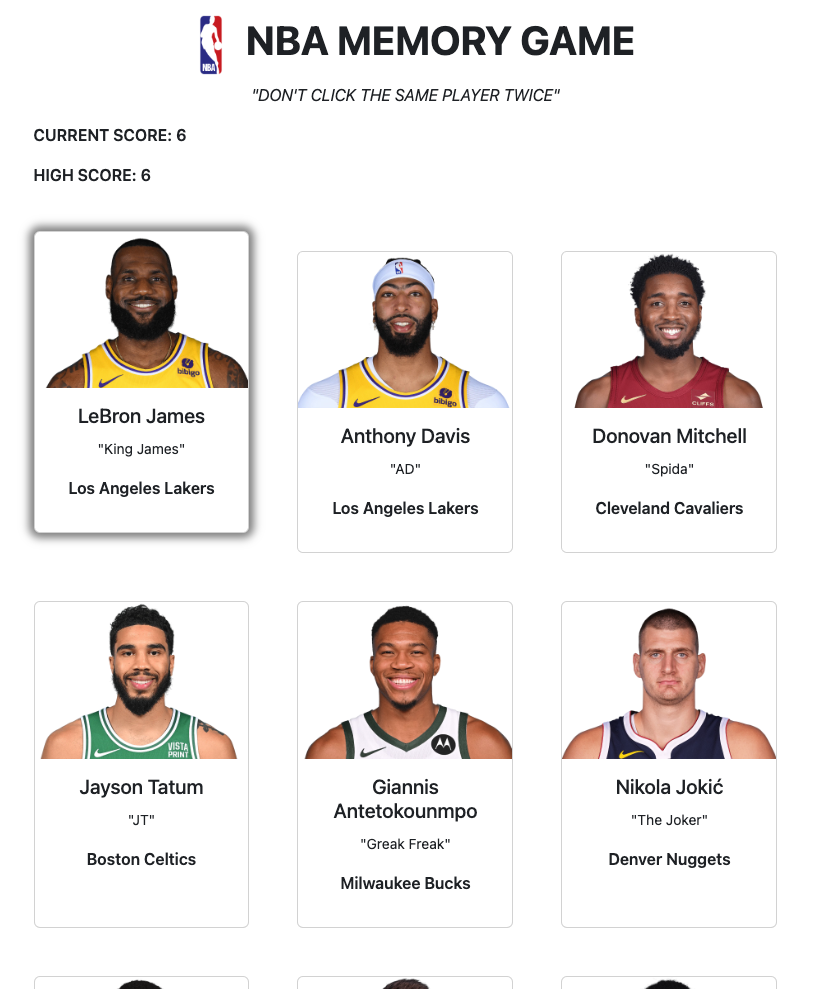 NBA
NBA MEMORY GAME
"DON'T CLICK THE SAME PLAYER TWICE"
CURRENT SCORE: 6
HIGH SCORE: 6
bibigo
LeBron James
"King James"
Los Angeles Lakers
bibigo
Anthony Davis
"AD"
Los Angeles Lakers
CLIFFS
Donovan Mitchell
"Spida"
Cleveland Cavaliers
VISTA
PRINT
Jayson Tatum
"JT"
Boston Celtics
Giannis
Antetokounmpo
"Greak Freak"
Milwaukee Bucks
Nikola Jokić
"The Joker"
Denver Nuggets